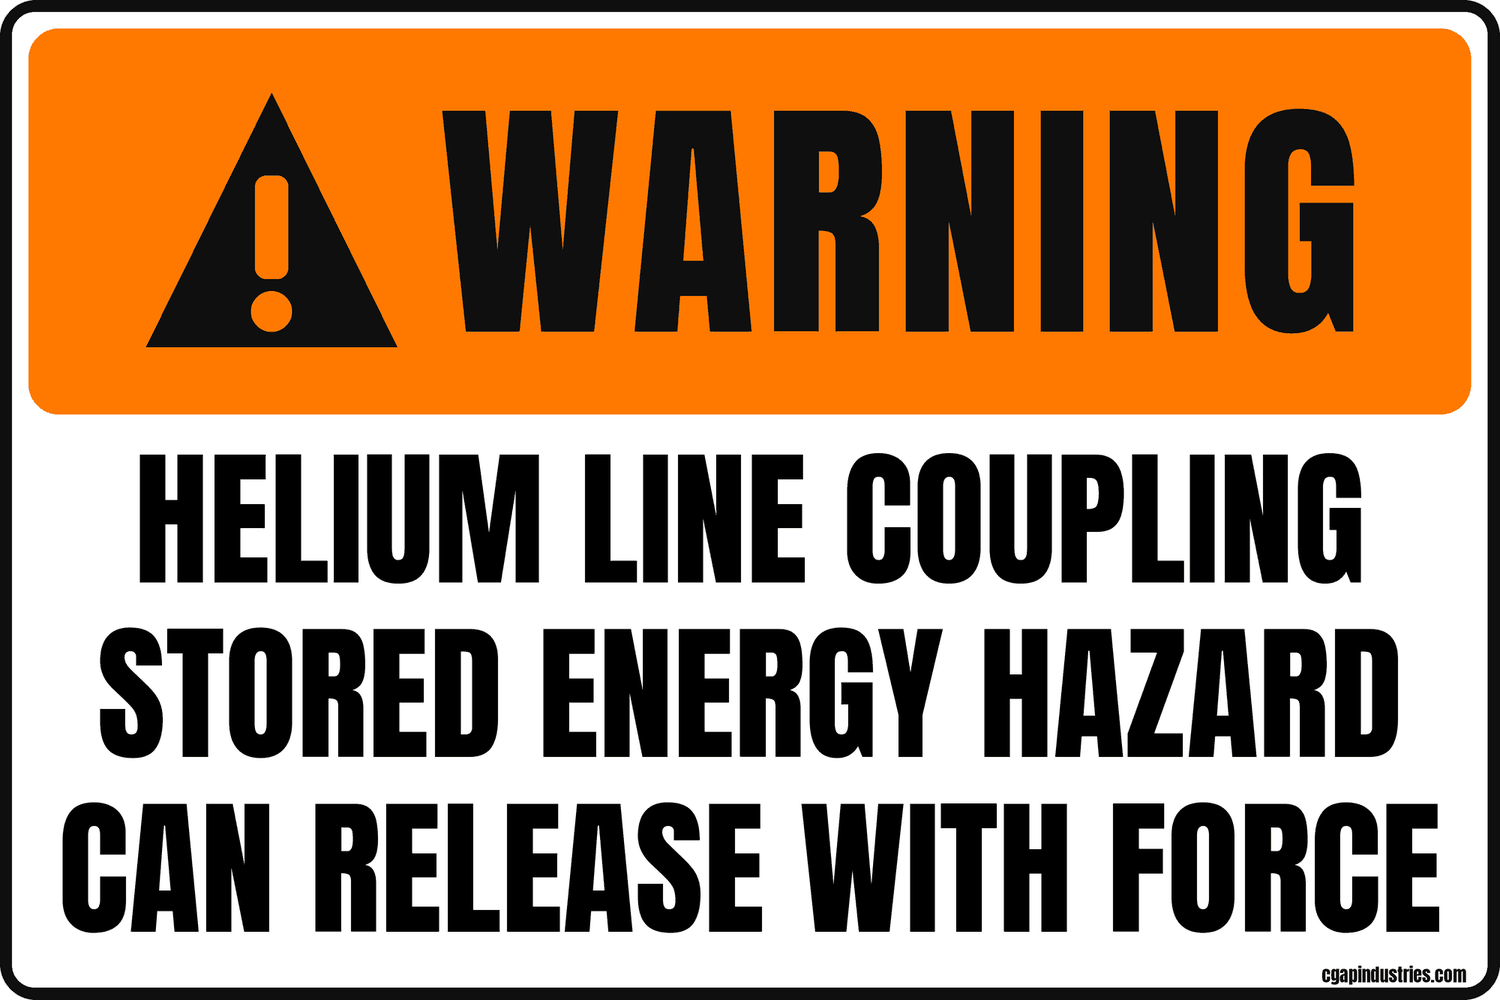 WARNING
HELIUM LINE COUPLING
STORED ENERGY HAZARD
CAN RELEASE WITH FORCE
cgapindustries.com